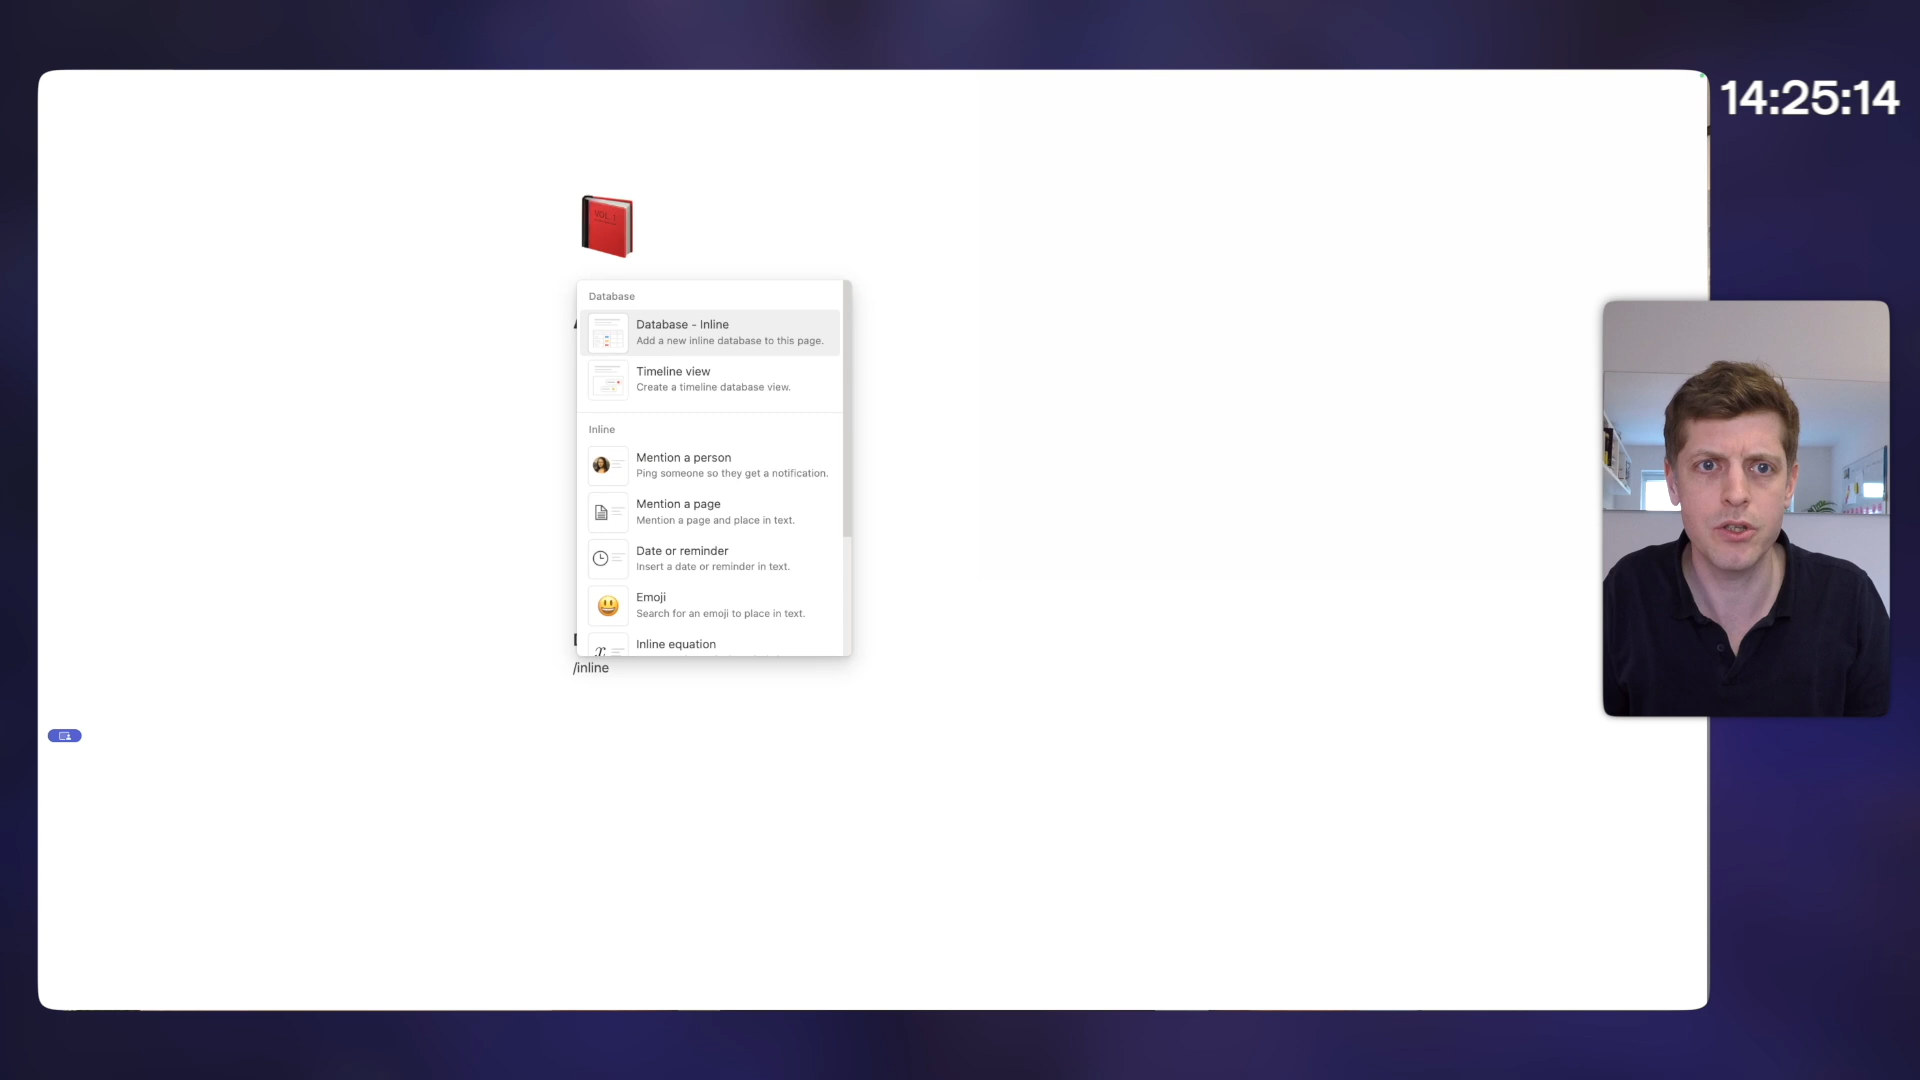 14:25:14
VOL. I
Database
Database - Inline
Add a new inline database to this page.
Timeline view
Create a timeline database view.
Inline
Mention a person
Ping someone so they get a notification.
Mention a page
Mention a page and place in text.
Date or reminder
Insert a date or reminder in text.
Emoji
Search for an emoji to place in text.
Inline equation
/inline